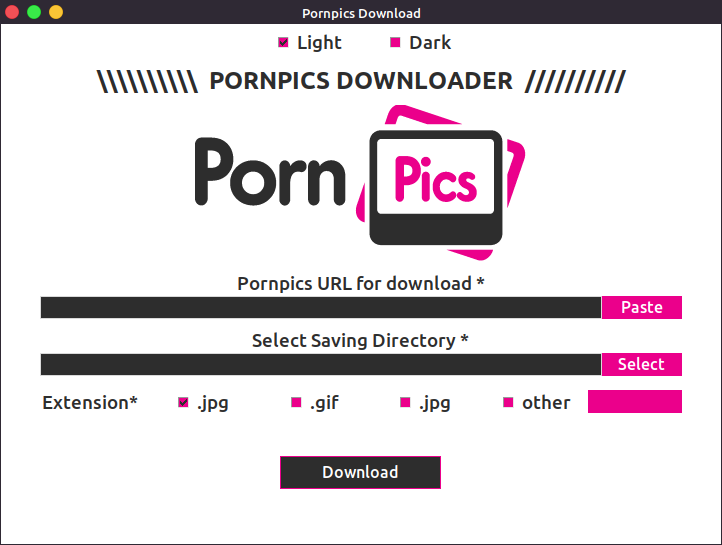 Pornpics Download
Light Dark
\\\\\\\\\\ PORNPICS DOWNLOADER //////////
Porn Pics
Pornpics URL for download *
Paste
Select Saving Directory *
Select
Extension* .jpg .gif .jpg other
Download